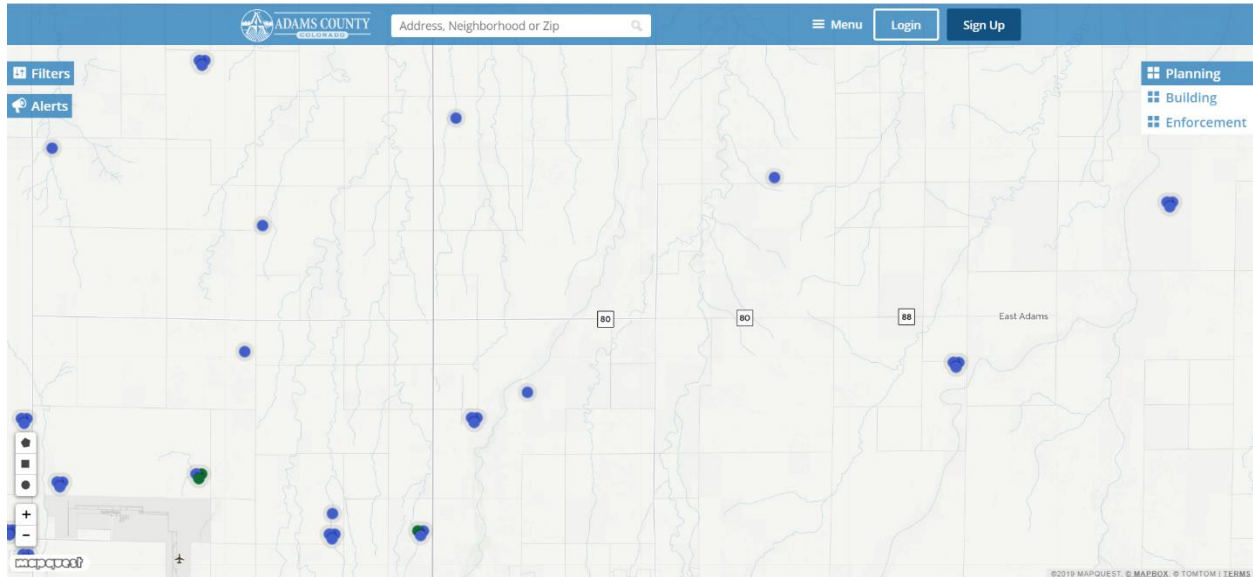 ADAMS COUNTY
COLORADO
Address, Neighborhood or Zip
Menu
Login
Sign Up
Filters
Alerts
Planning
Building
Enforcement
80
80
88
East Adams
+
−
mapquest
©2019 MAPQUEST, © MAPBOX, © TOMTOM | TERMS